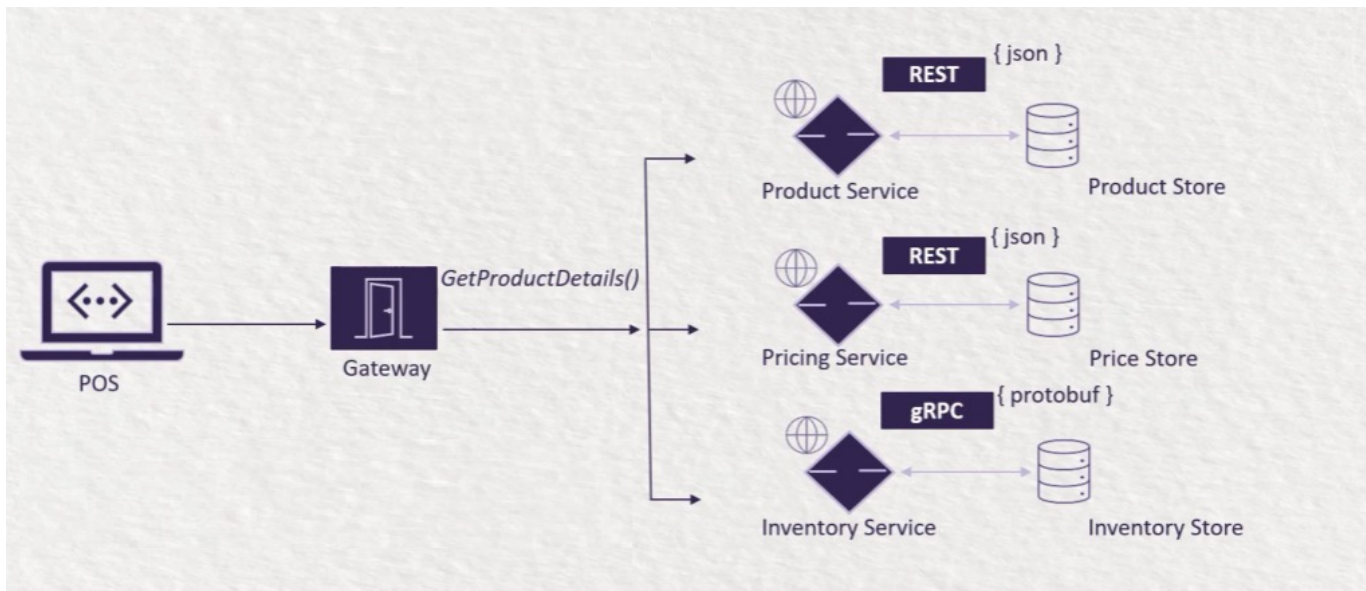 REST
{ json }
Product Service
Product Store
REST
{ json }
GetProductDetails()
POS
Gateway
Pricing Service
Price Store
gRPC
{ protobuf }
Inventory Service
Inventory Store